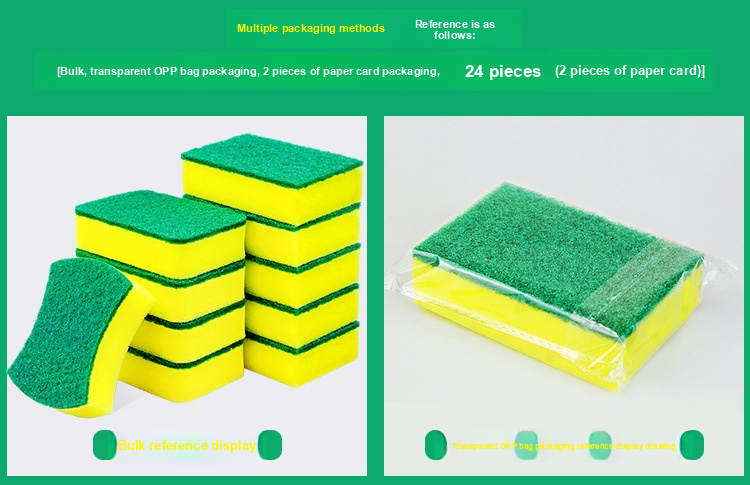 Multiple packaging methods
Reference is as
follows:
[Bulk, transparent OPP bag packaging, 2 pieces of paper card packaging, 24 pieces (2 pieces of paper card)]
Bulk reference display
Transparent OPP bag packaging reference display drawing